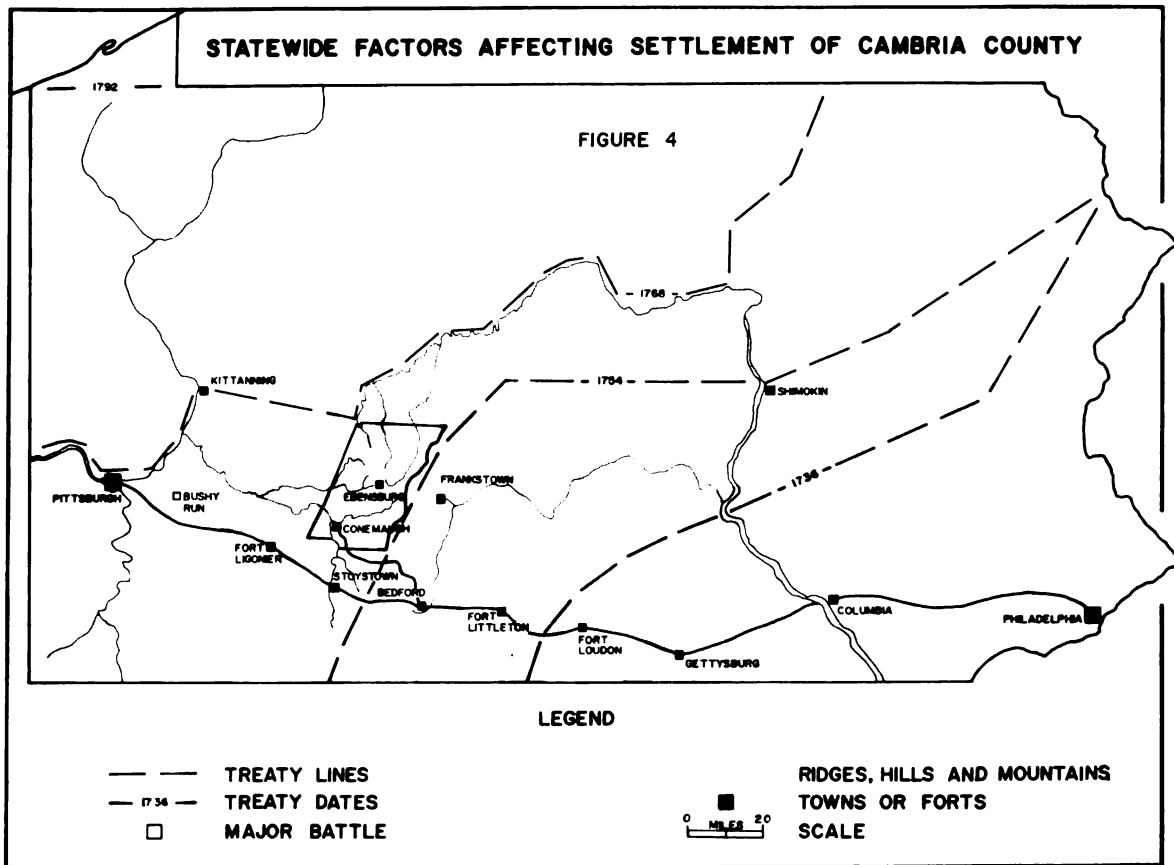 STATEWIDE FACTORS AFFECTING SETTLEMENT OF CAMBRIA COUNTY
1792
FIGURE 4
1768
KITTANNING
1754
SHIMOKIN
1736
PITTSBURGH
BUSHY
RUN
EBENSBURG
FRANKSTOWN
CONEMAUGH
FORT
LIGONIER
STOYSTOWN
BEDFORD
FORT
LITTLETON
FORT
LOUDON
GETTYSBURG
COLUMBIA
PHILADELPHIA
LEGEND
TREATY LINES
1736 TREATY DATES
MAJOR BATTLE
RIDGES, HILLS AND MOUNTAINS
TOWNS OR FORTS
0 MILES 20 SCALE